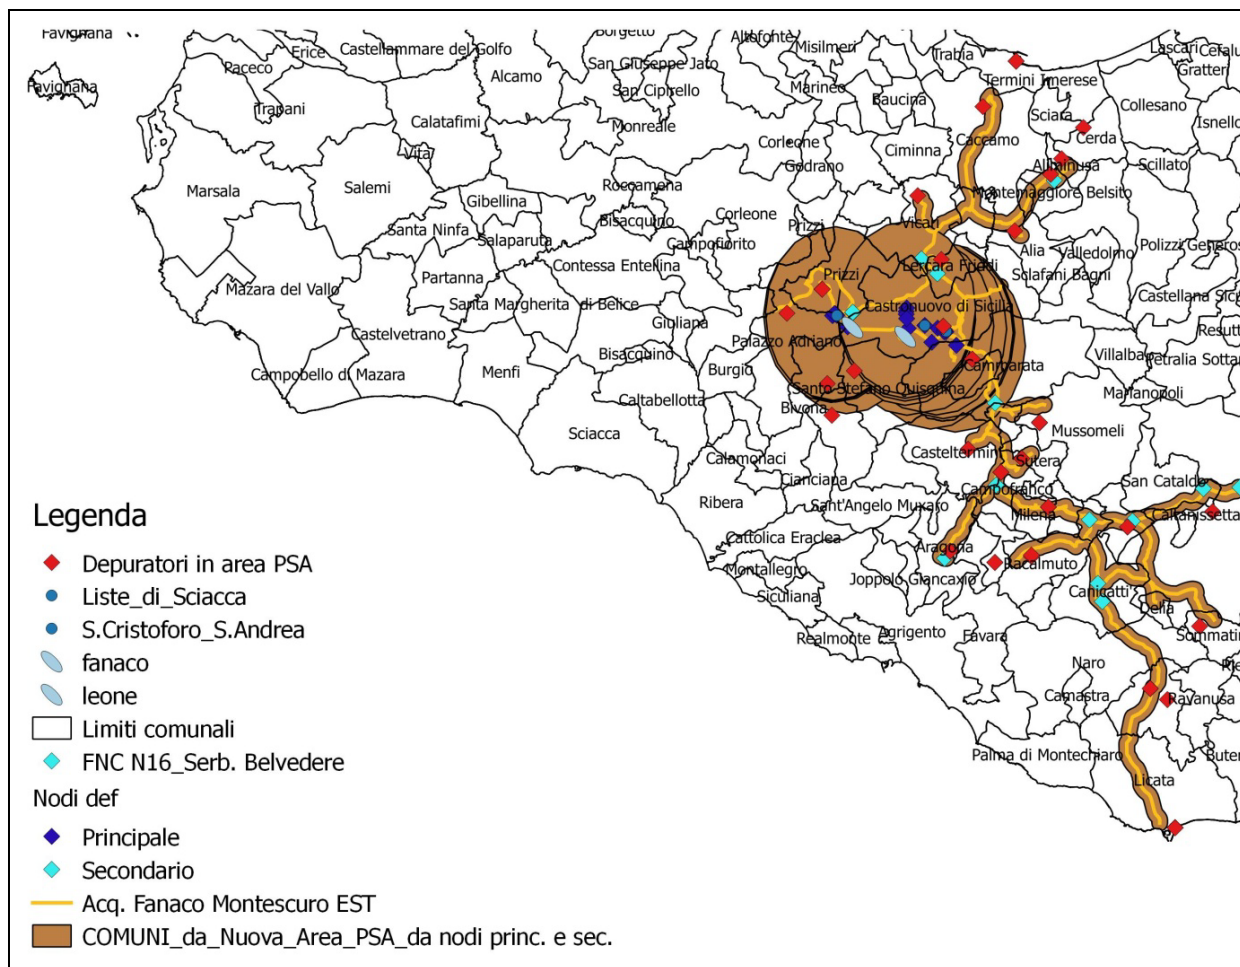 Favignana
Erice
Castellammare del Golfo
Borgetto
Altofonte
Misilmeri
Trabia
Lascari
Cefalu
Paceco
San Giuseppe Jato
Gratteri
Favignana
Alcamo
Marineo
Termini Imerese
San Cipirello
Baucina
Trapani
Sciara
Collesano
Calatafimi
Monreale
Isnello
Corleone
Caccamo
Cerda
Vita
Godrano
Ciminna
Aliminusa
Scillato
Marsala
Salemi
Roccamena
Montemaggiore Belsito
Gibellina
Corleone
Bisacquino
Prizzi
Vicari
Santa Ninfa
Salaparuta
Campofiorito
Alia
Valledolmo
Polizzi Generos
Contessa Entellina
Lercara Friddi
Partanna
Prizzi
Sclafani Bagni
Mazara del Vallo
Castellana Sic
Santa Margherita di Belice
Castronuovo di Sicilia
Giuliana
Castelvetrano
Resutt
Palazzo Adriano
Bisacquino
Villalba
Petralia Sottan
Campobello di Mazara
Menfi
Burgio
Cammarata
Santo Stefano Quisquina
Marianopoli
Caltabellotta
Bivona
Sciacca
Mussomeli
Calamonaci
Casteltermini
Sutera
Cianciana
San Cataldo
Campofranco
Ribera
Sant'Angelo Muxaro
Milena
Caltanissetta
Cattolica Eraclea
Aragona
Montallegro
Racalmuto
Joppolo Giancaxio
Siculiana
Canicatti'
Delia
Realmonte
Agrigento
Favara
Sommatin
Naro
Camastra
Ravanusa
Palma di Montechiaro
Buter
Licata
Legenda
Depuratori in area PSA
Liste_di_Sciacca
S.Cristoforo_S.Andrea
fanaco
leone
Limiti comunali
FNC N16_Serb. Belvedere
Nodi def
Principale
Secondario
Acq. Fanaco Montescuro EST
COMUNI_da_Nuova_Area_PSA_da nodi princ. e sec.